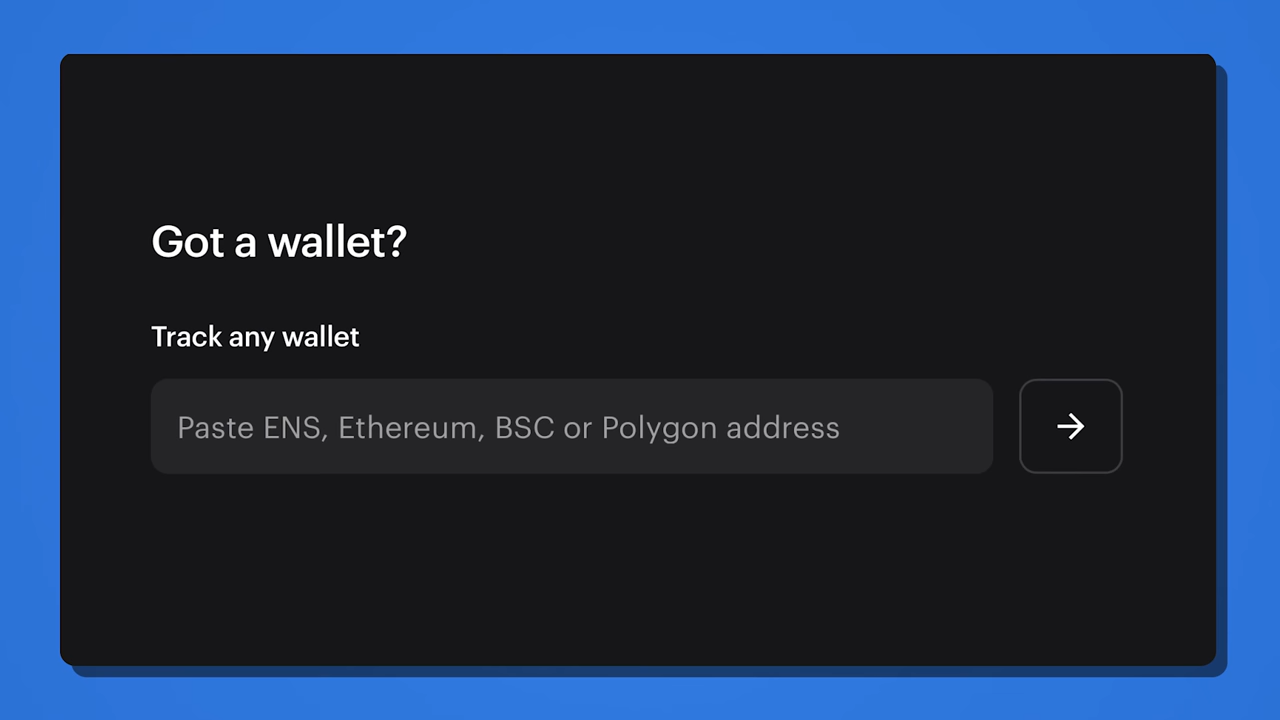 Got a wallet?
Track any wallet
Paste ENS, Ethereum, BSC or Polygon address